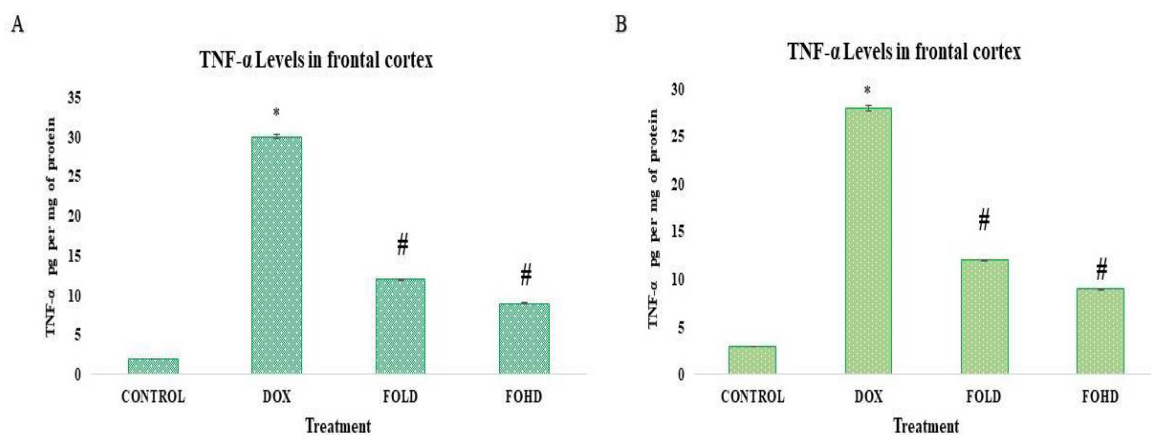 A
TNF-α Levels in frontal cortex
TNF-α pg per mg of protein
35
30
25
20
15
10
5
0
*
#
#
CONTROL DOX FOLD FOHD
Treatment
B
TNF-α Levels in frontal cortex
TNF-α pg per mg of protein
30
25
20
15
10
5
0
*
#
#
CONTROL DOX FOLD FOHD
Treatment